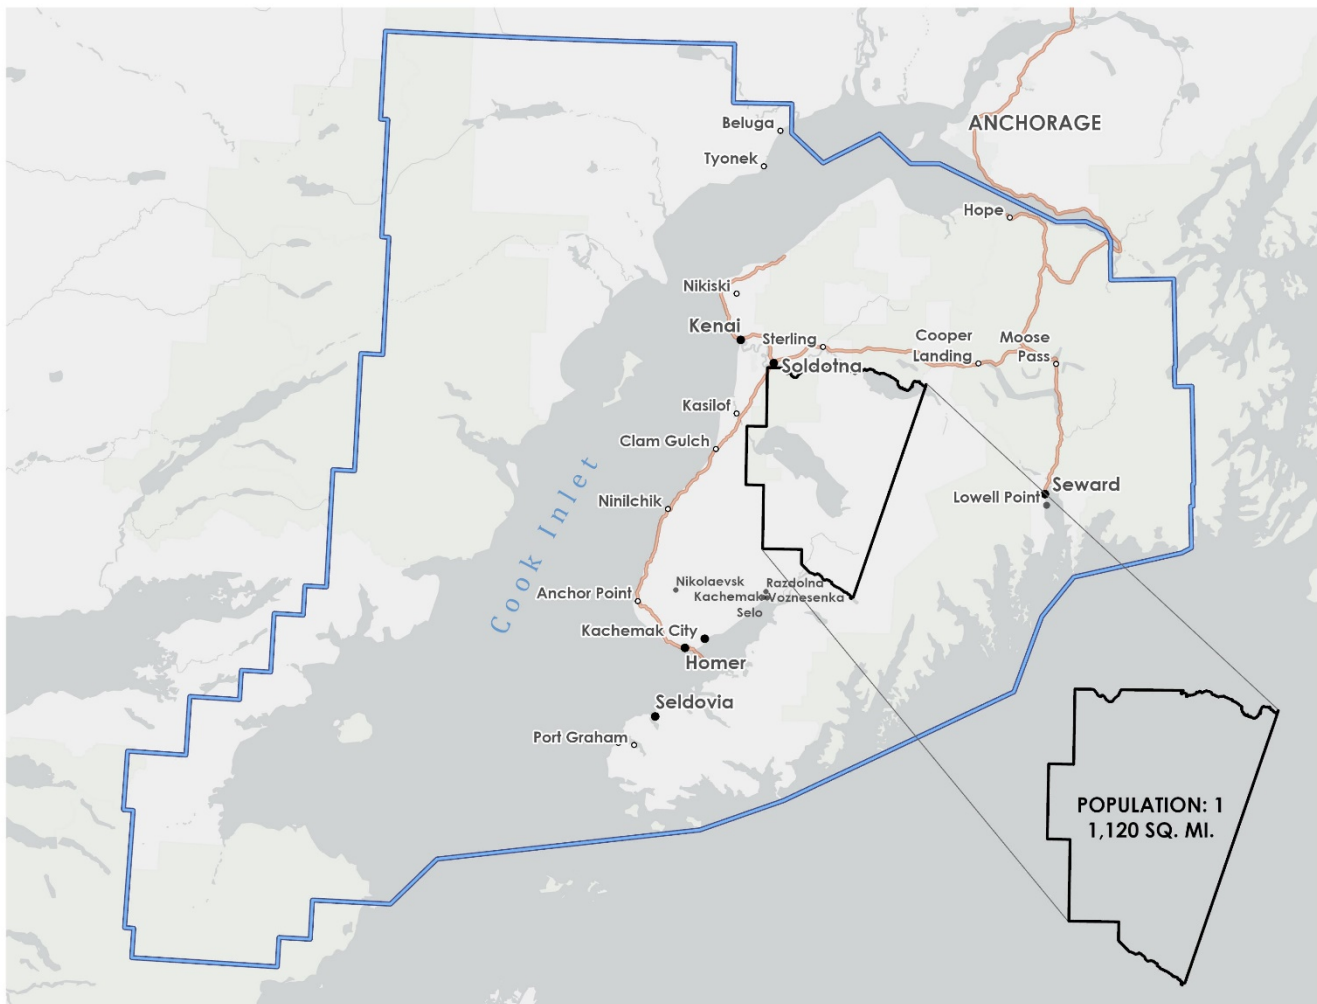 Beluga
ANCHORAGE
Tyonek
Hope
Nikiski
Kenai
Sterling
Cooper
Landing
Moose
Pass
Soldotna
Kasilof
Clam Gulch
Cook Inlet
Ninilchik
Seward
Lowell Point
Anchor Point
Nikolaevsk
Razdolna
Kachemak
Selo
Voznesenka
Kachemak City
Homer
Seldovia
Port Graham
POPULATION: 1
1,120 SQ. MI.